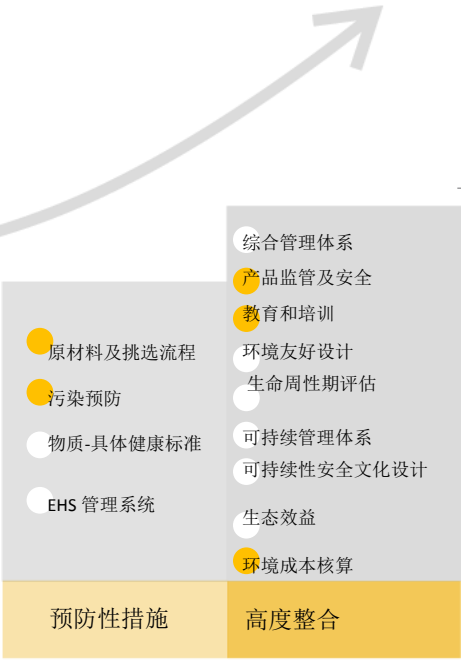 综合管理体系
产品监管及安全
教育和培训
环境友好设计
生命周性期评估
可持续管理体系
可持续性安全文化设计
生态效益
环境成本核算
高度整合
原材料及挑选流程
污染预防
物质-具体健康标准
EHS 管理系统
预防性措施